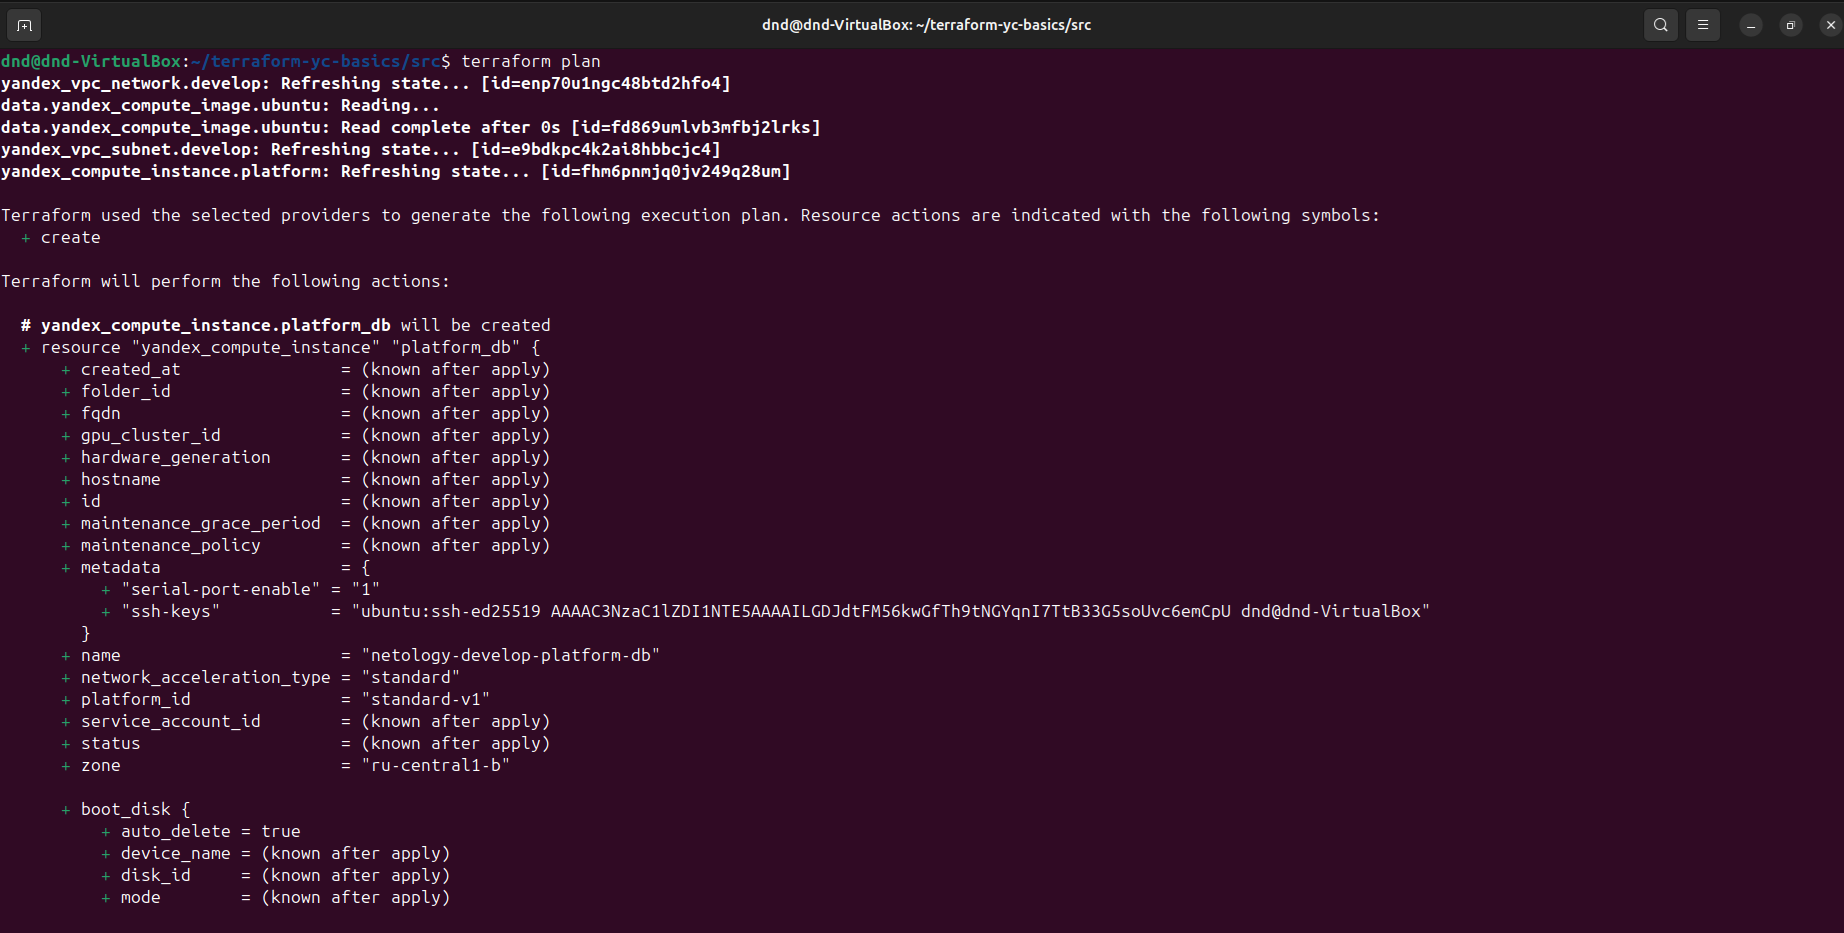 dnd@dnd-VirtualBox: ~/terraform-yc-basics/src
dnd@dnd-VirtualBox:~/terraform-yc-basics/src$ terraform plan
yandex_vpc_network.develop: Refreshing state... [id=enp70u1ngc48btd2hfo4]
data.yandex_compute_image.ubuntu: Reading...
data.yandex_compute_image.ubuntu: Read complete after 0s [id=fd869umlvb3mfbj2lrks]
yandex_vpc_subnet.develop: Refreshing state... [id=e9bdkpc4k2ai8hbbcjc4]
yandex_compute_instance.platform: Refreshing state... [id=fhm6pnmjq0jv249q28um]
Terraform used the selected providers to generate the following execution plan. Resource actions are indicated with the following symbols:
+ create
Terraform will perform the following actions:
# yandex_compute_instance.platform_db will be created
+ resource "yandex_compute_instance" "platform_db" {
+ created_at = (known after apply)
+ folder_id = (known after apply)
+ fqdn = (known after apply)
+ gpu_cluster_id = (known after apply)
+ hardware_generation = (known after apply)
+ hostname = (known after apply)
+ id = (known after apply)
+ maintenance_grace_period = (known after apply)
+ maintenance_policy = (known after apply)
+ metadata = {
+ "serial-port-enable" = "1"
+ "ssh-keys" = "ubuntu:ssh-ed25519 AAAAC3NzaC1lZDI1NTE5AAAAILGDJdtFM56kwGfTh9tNGYqnI7TtB33G5soUvc6emCpU dnd@dnd-VirtualBox"
}
+ name = "netology-develop-platform-db"
+ network_acceleration_type = "standard"
+ platform_id = "standard-v1"
+ service_account_id = (known after apply)
+ status = (known after apply)
+ zone = "ru-central1-b"
+ boot_disk {
+ auto_delete = true
+ device_name = (known after apply)
+ disk_id = (known after apply)
+ mode = (known after apply)